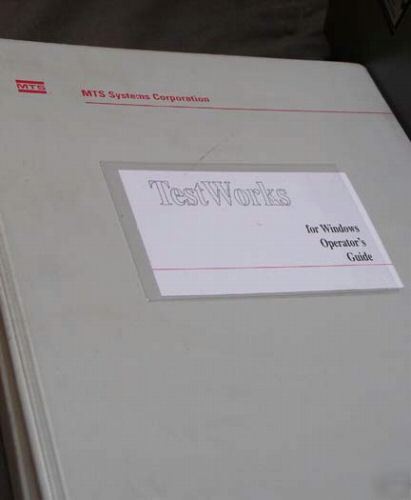 MTS
MTS Systems Corporation
TestWorks
for Windows
Operator's
Guide